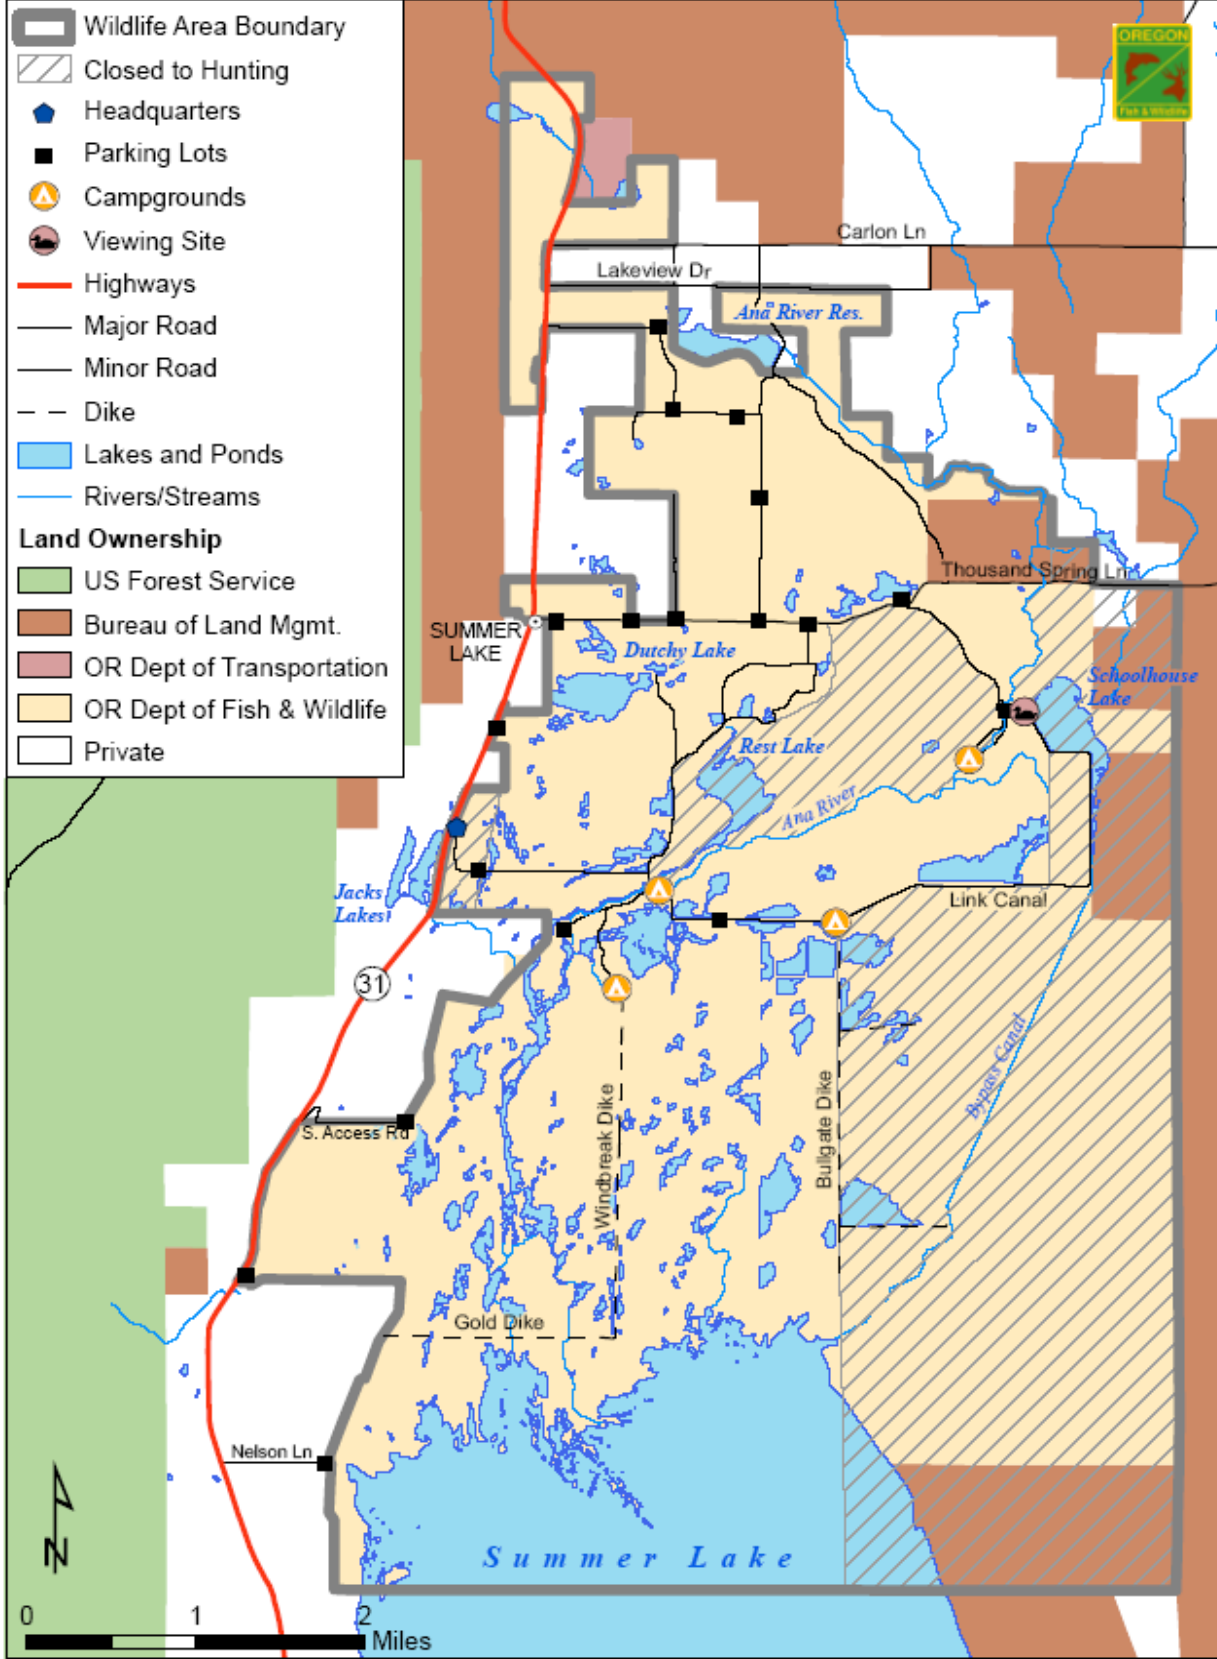 Wildlife Area Boundary
Closed to Hunting
Headquarters
Parking Lots
Campgrounds
Viewing Site
Highways
Major Road
Minor Road
Dike
Lakes and Ponds
Rivers/Streams
Land Ownership
US Forest Service
Bureau of Land Mgmt.
OR Dept of Transportation
OR Dept of Fish & Wildlife
Private
OREGON
Fish & Wildlife
Carlon Ln
Lakeview Dr
Ana River Res.
Thousand Spring Ln
SUMMER
LAKE
Dutchy Lake
Schoolhouse
Lake
Rest Lake
Ana River
Jacks
Lakes
Link Canal
31
Bypass Canal
S. Access Rd
Windbreak Dike
Bullgate Dike
Gold Dike
Nelson Ln
Summer Lake
N
0 1 2
Miles